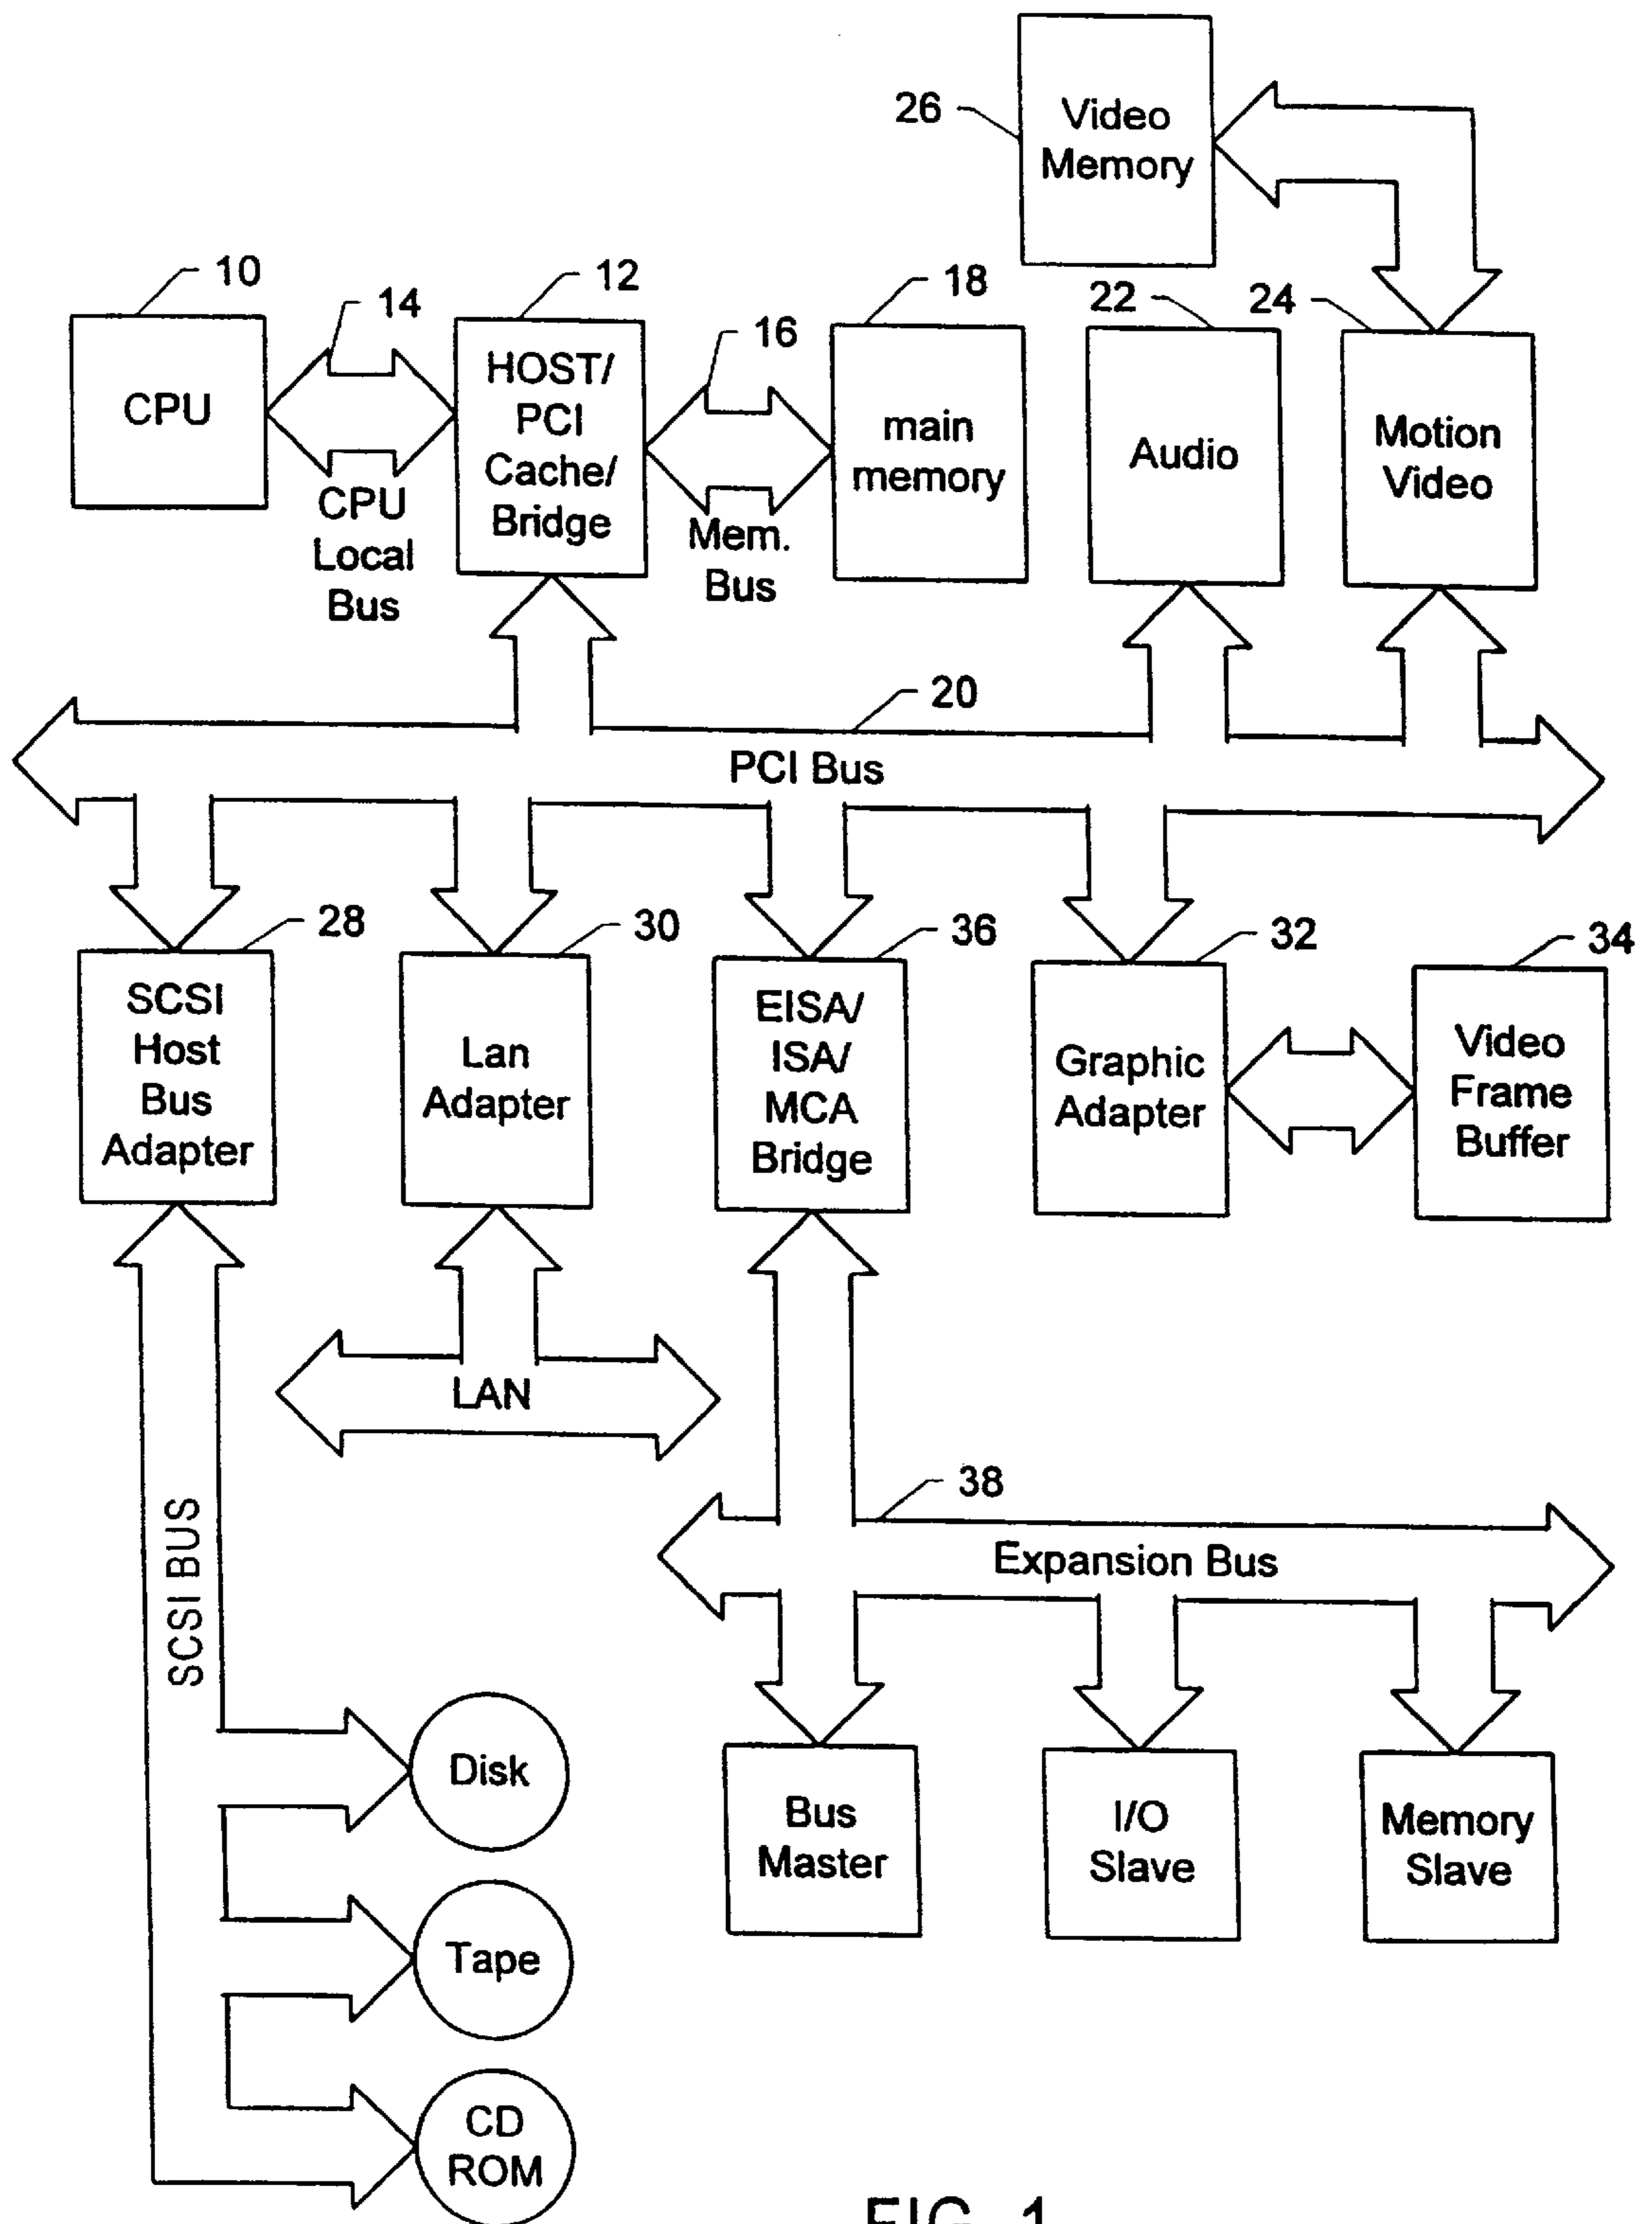 26
Video
Memory
10
14
12
16
18
22
24
CPU
HOST/
PCI
Cache/
Bridge
main
memory
Audio
Motion
Video
CPU
Local
Bus
Mem.
Bus
20
PCI Bus
28
30
36
32
34
SCSI
Host
Bus
Adapter
Lan
Adapter
EISA/
ISA/
MCA
Bridge
Graphic
Adapter
Video
Frame
Buffer
LAN
SCSI BUS
38
Expansion Bus
Disk
Tape
CD
ROM
Bus
Master
I/O
Slave
Memory
Slave
FIG. 1